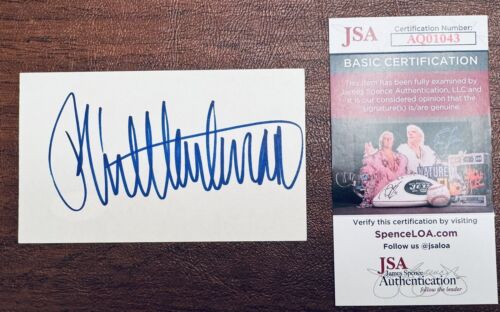 JSA
Certification Number:
AQ01043
BASIC CERTIFICATION
This item has been fully examined by
James Spence Authentication, LLC and
it is our considered opinion that the
signature(s) is/are genuine.
NATURE
JETS
Verify this certification by visiting
SpenceLOA.com
Follow us @jsaloa
JSA
James Spence
Authentication
follow the leader